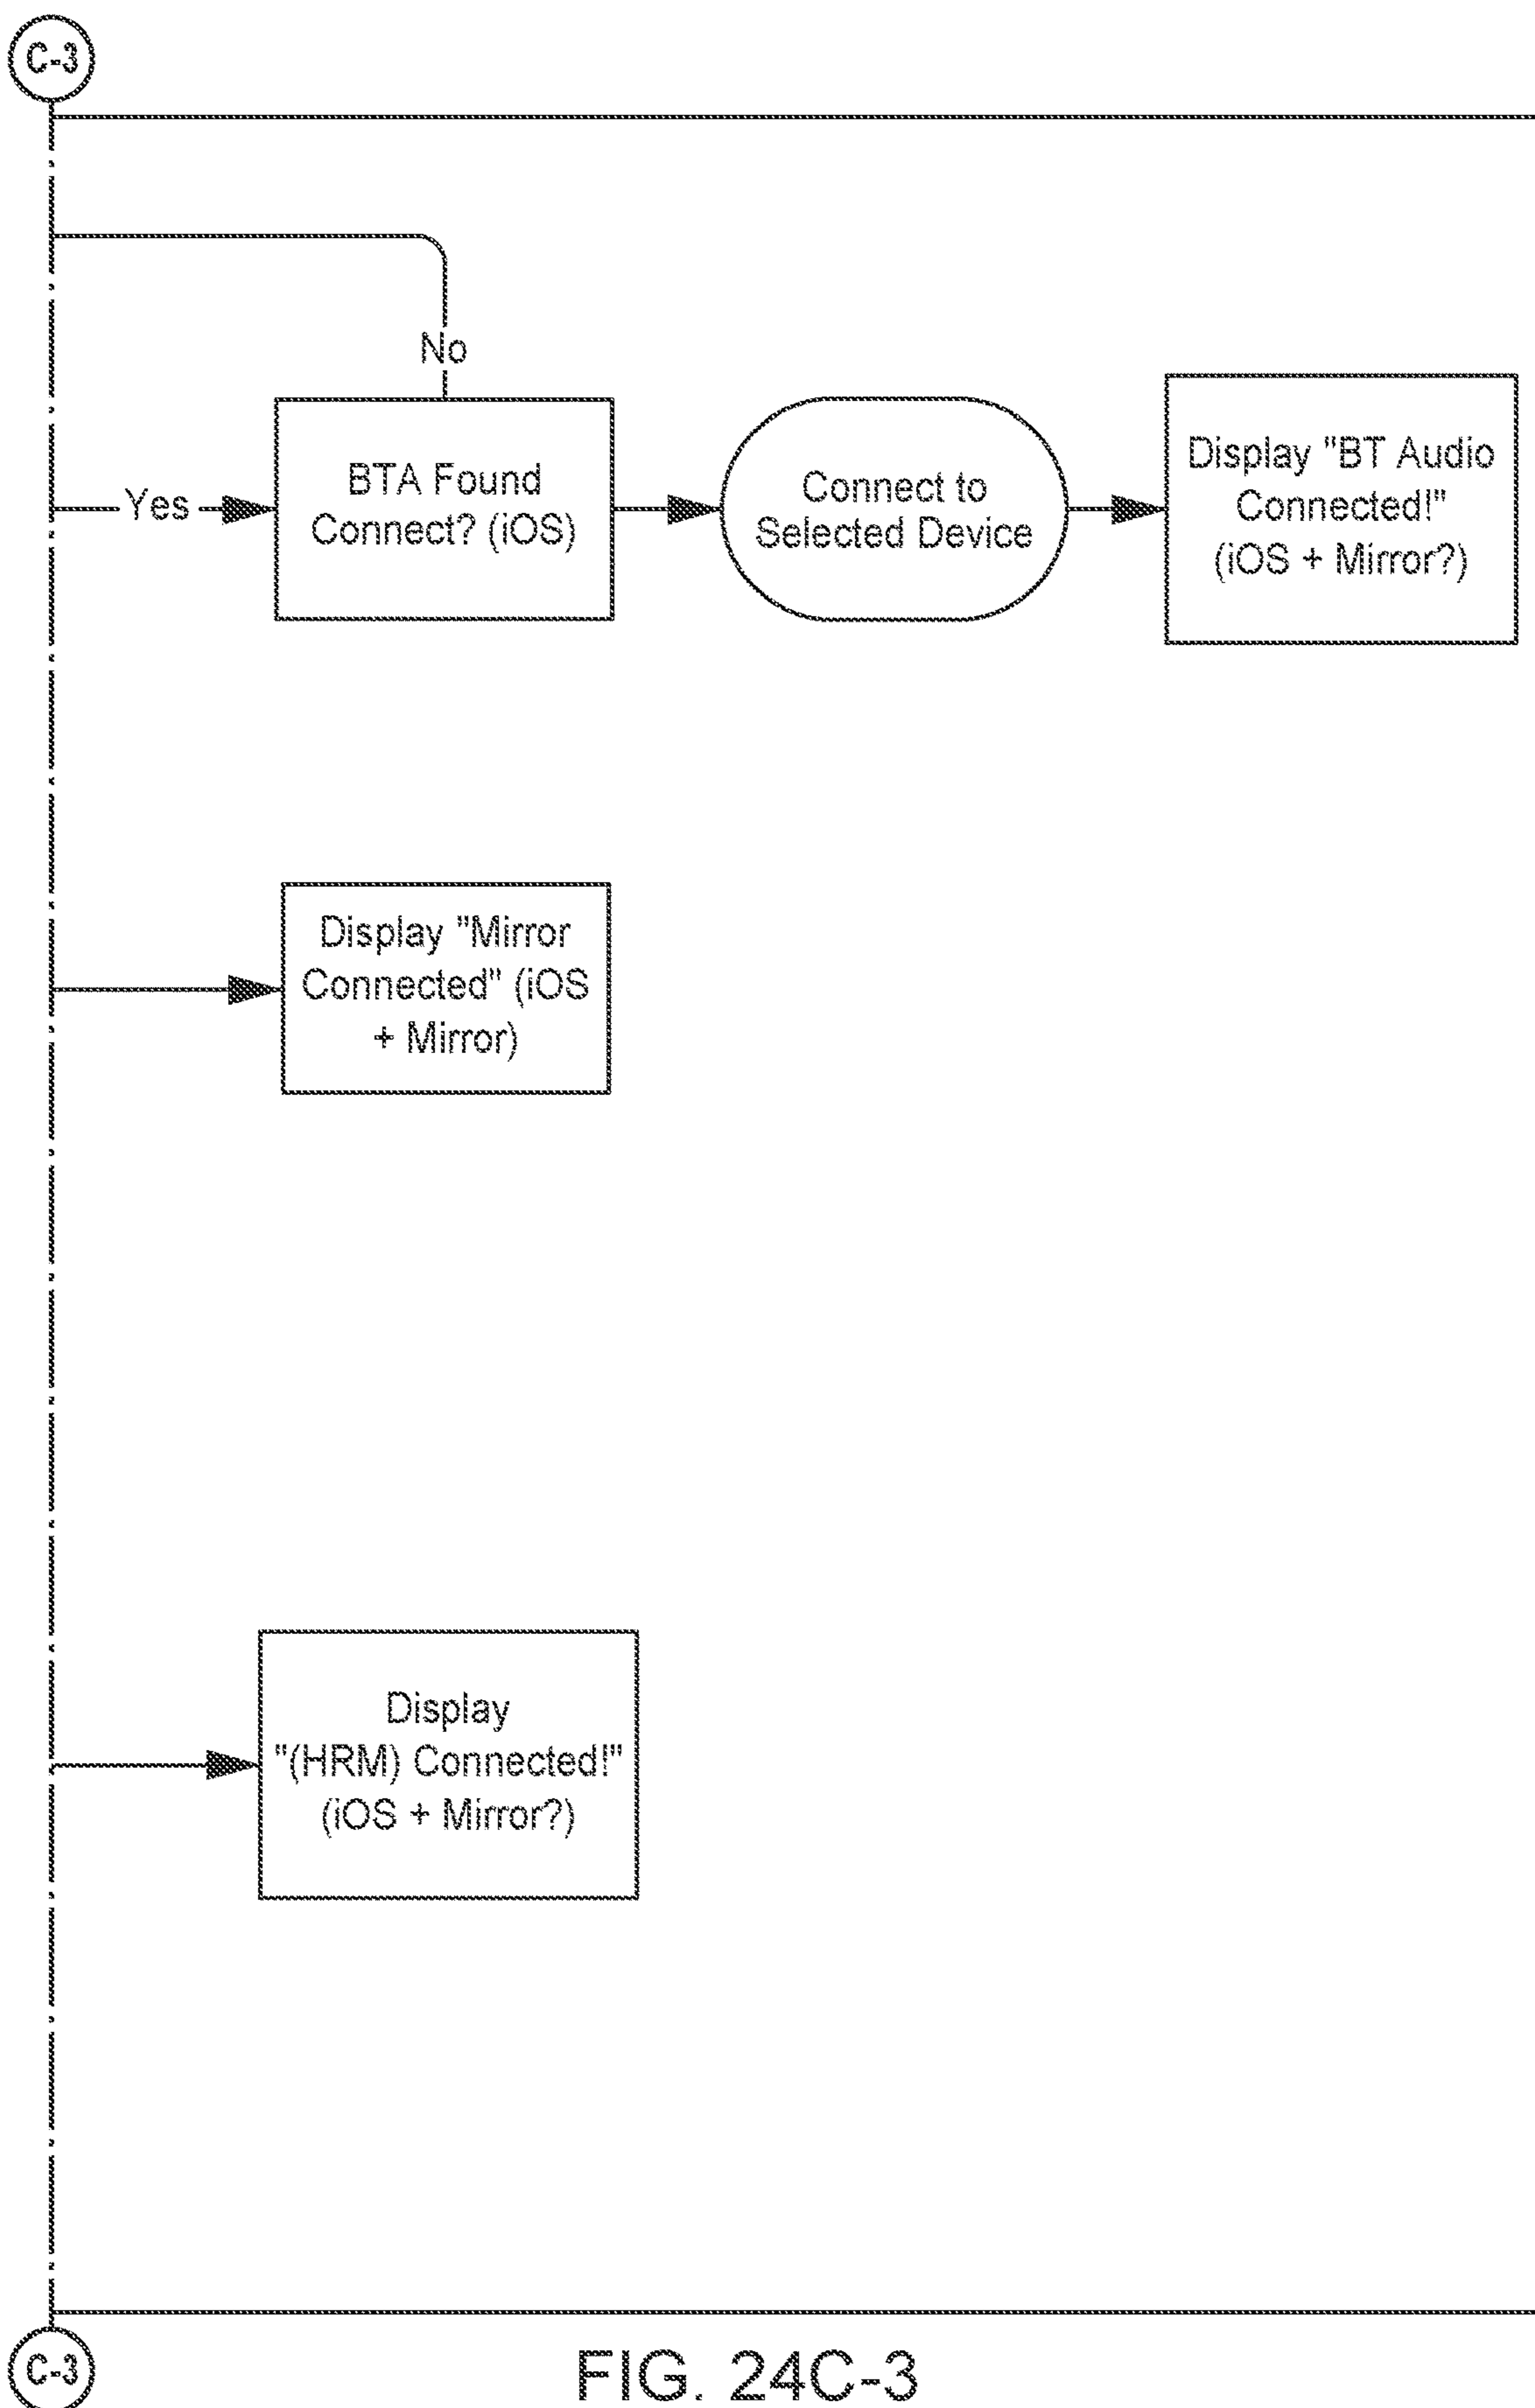 C-3
No
Yes
BTA Found
Connect? (iOS)
Connect to
Selected Device
Display "BT Audio
Connected!"
(iOS + Mirror?)
Display "Mirror
Connected" (iOS
+ Mirror)
Display
"(HRM) Connected!"
(iOS + Mirror?)
C-3
FIG. 24C-3